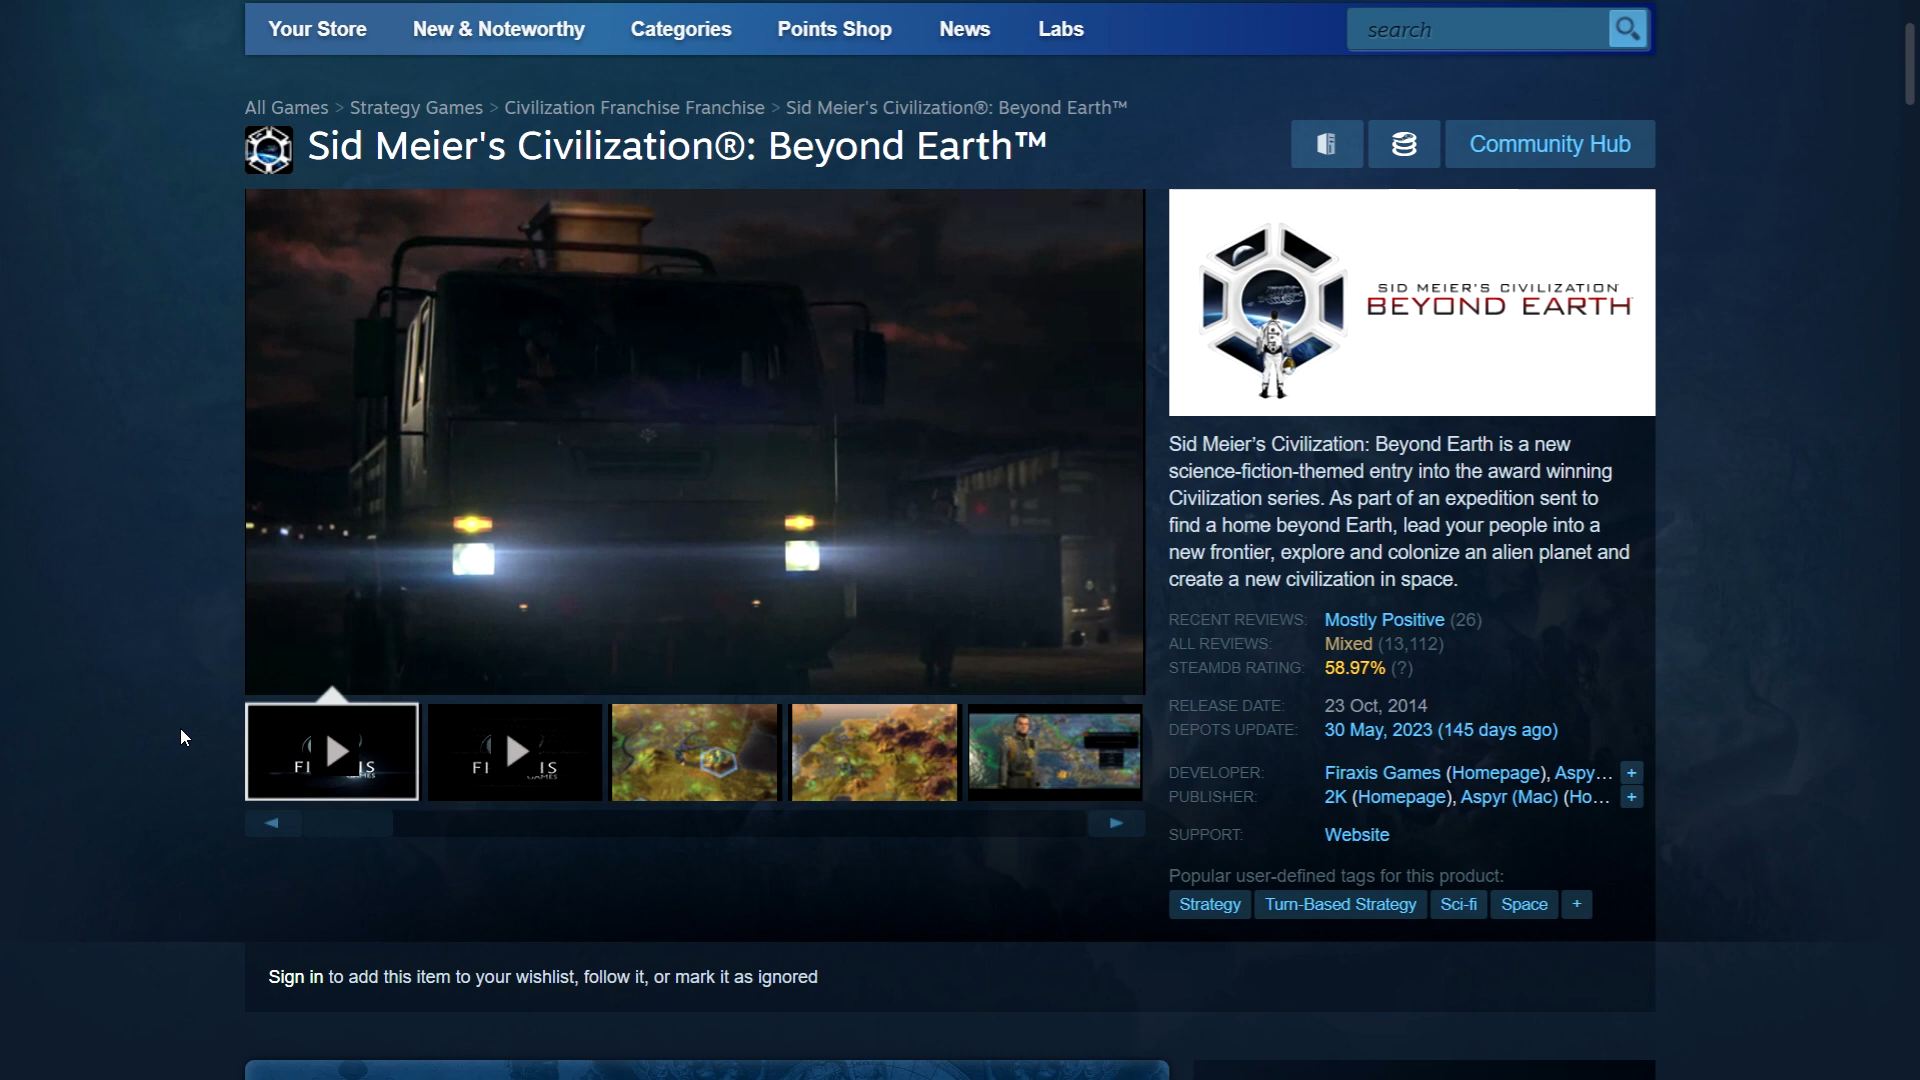 Your Store New & Noteworthy Categories Points Shop News Labs search
All Games > Strategy Games > Civilization Franchise Franchise > Sid Meier's Civilization®: Beyond Earth™
Sid Meier's Civilization®: Beyond Earth™
Community Hub
SID MEIER'S CIVILIZATION
BEYOND EARTH
Sid Meier's Civilization: Beyond Earth is a new
science-fiction-themed entry into the award winning
Civilization series. As part of an expedition sent to
find a home beyond Earth, lead your people into a
new frontier, explore and colonize an alien planet and
create a new civilization in space.
RECENT REVIEWS: Mostly Positive (26)
ALL REVIEWS: Mixed (13,112)
STEAMDB RATING: 58.97% (?)
RELEASE DATE: 23 Oct, 2014
DEPOTS UPDATE: 30 May, 2023 (145 days ago)
DEVELOPER: Firaxis Games (Homepage), Aspy... +
PUBLISHER: 2K (Homepage), Aspyr (Mac) (Ho... +
SUPPORT: Website
Popular user-defined tags for this product:
Strategy Turn-Based Strategy Sci-fi Space +
Sign in to add this item to your wishlist, follow it, or mark it as ignored